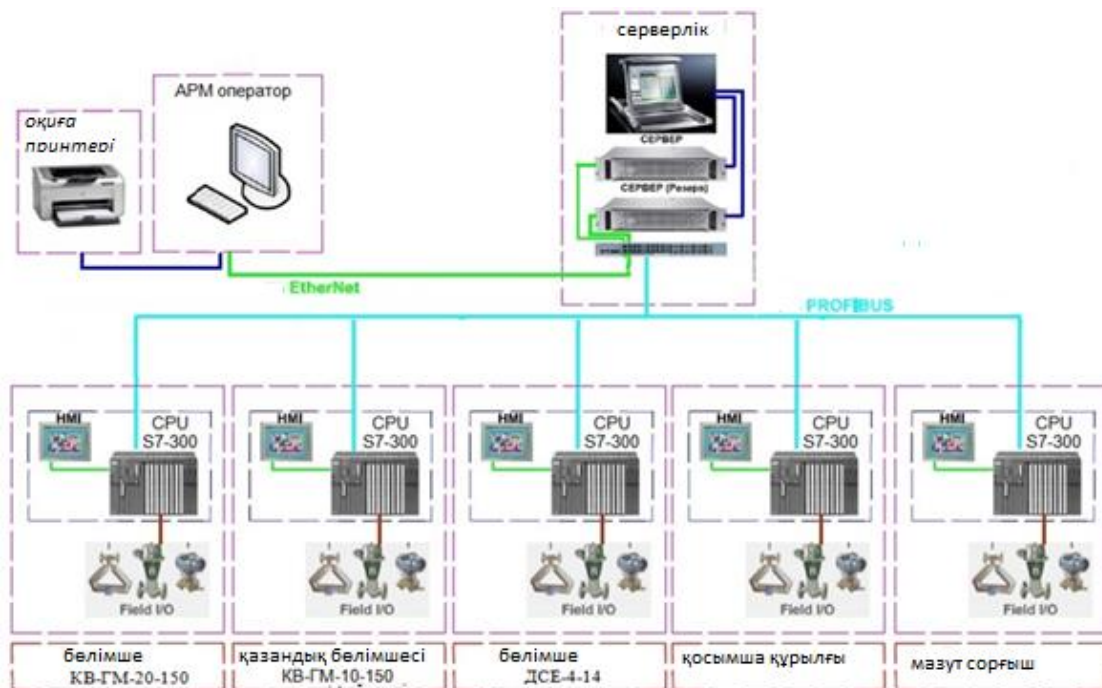 серверлік
АРМ оператор
оқиға
принтері
СЕРВЕР
СЕРВЕР (Резерв)
EtherNet
PROFIBUS
HMI
CPU
S7-300
HMI
CPU
S7-300
HMI
CPU
S7-300
HMI
CPU
S7-300
HMI
CPU
S7-300
Field I/O
Field I/O
Field I/O
Field I/O
Field I/O
бөлімше
КВ-ГМ-20-150
қазандық бөлімшесі
КВ-ГМ-10-150
бөлімше
ДСЕ-4-14
қосымша құрылғы
мазут сорғыш